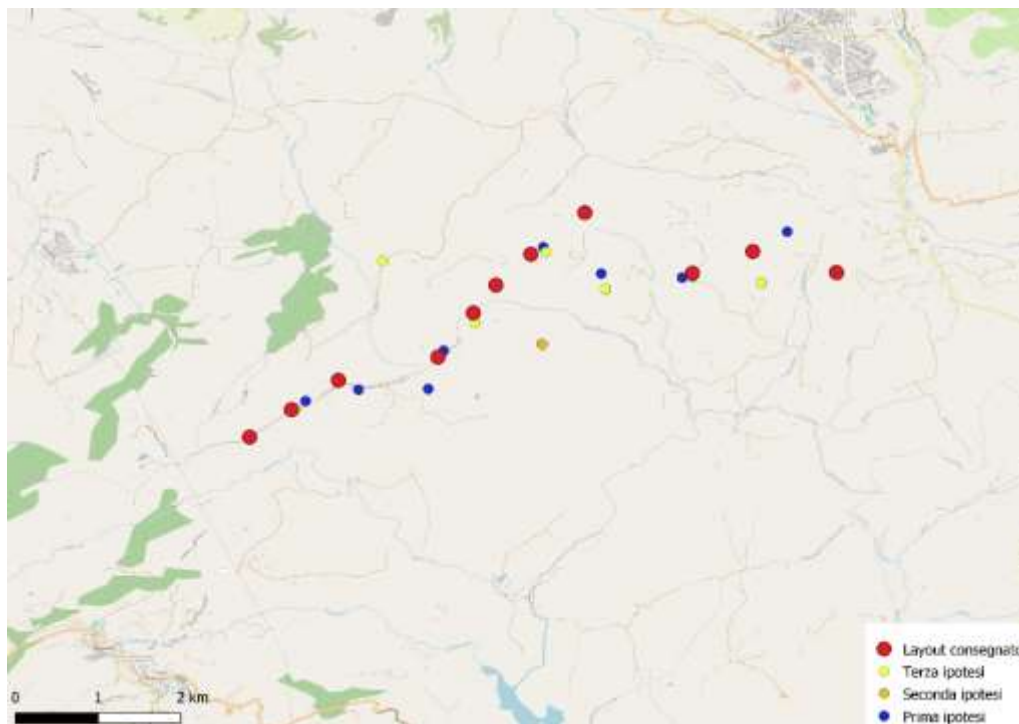 Layout consegnato
Terza ipotesi
Seconda ipotesi
Prima ipotesi
0 1 2 km